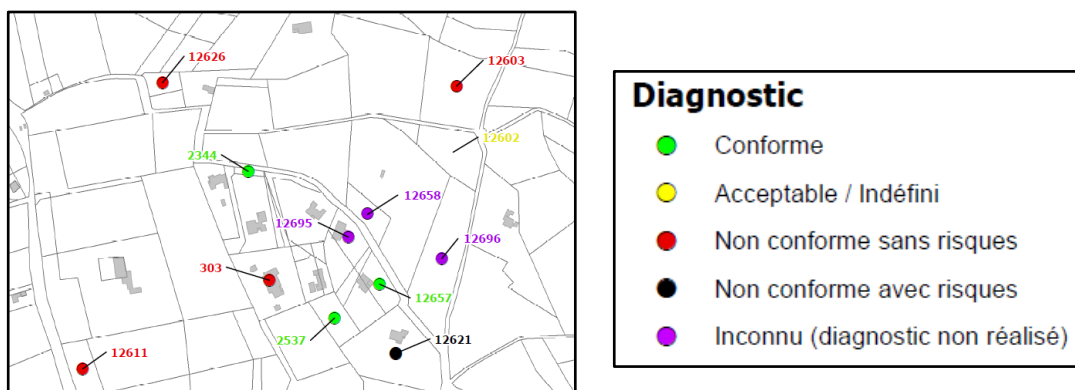 12626
12603
12602
2344
12658
12695
12696
303
12657
2537
12621
12611
Diagnostic
Conforme
Acceptable / Indéfini
Non conforme sans risques
Non conforme avec risques
Inconnu (diagnostic non réalisé)